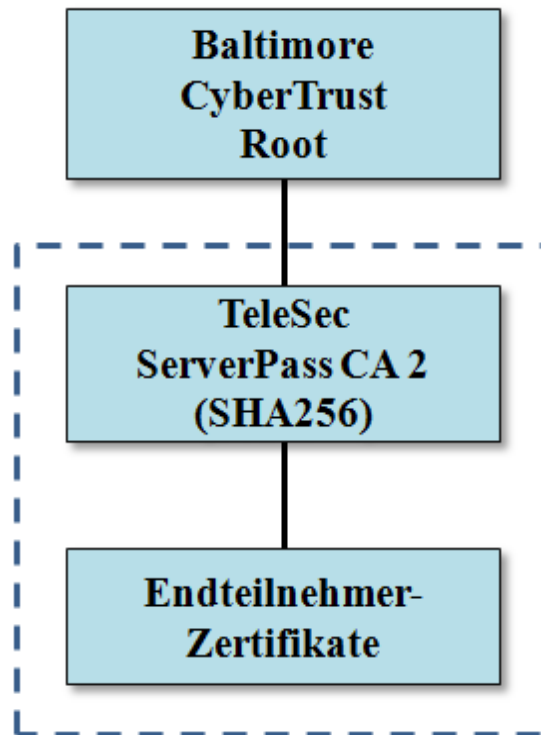 Baltimore
CyberTrust
Root
TeleSec
ServerPass CA 2
(SHA256)
Endteilnehmer-
Zertifikate